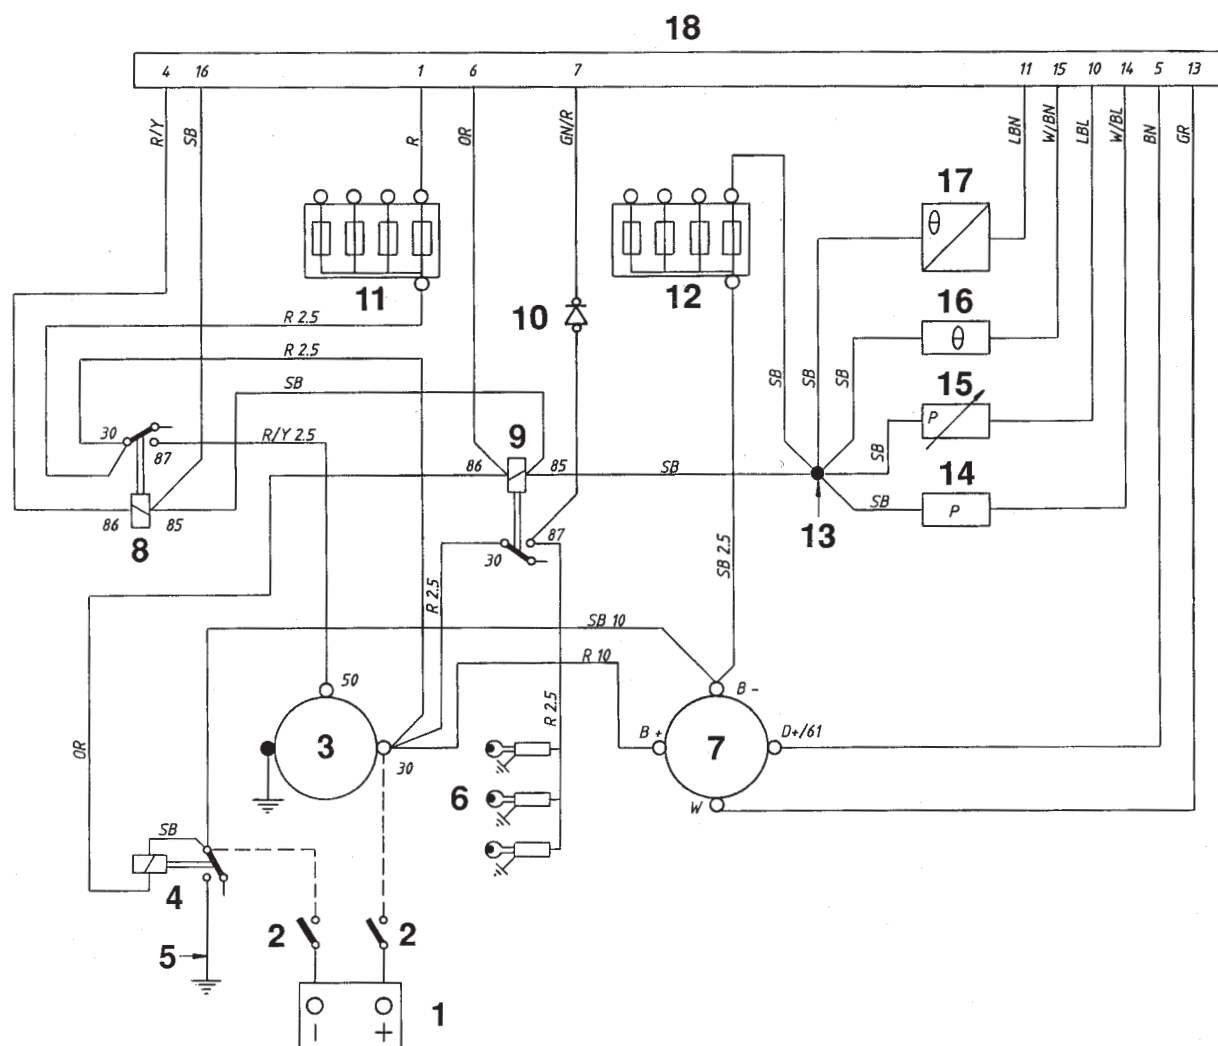 18
4 16 1 6 7 11 15 10 14 5 13
R/Y SB R OR GN/R LBN W/BN LBL W/BL BN GR
17
θ
11 12
10
R 2.5
16
θ
R 2.5
15
SB
SB SB SB
P
30 87
R/Y 2.5
9
SB
86 85
SB
14
86 85
SB
P
8
87
13
30
R 2.5
SB 2.5
SB 10
R 10
50
B -
R 2.5
OR
3
B +
7
D+/61
30
6
W
SB
4
2 2
5
1
- +